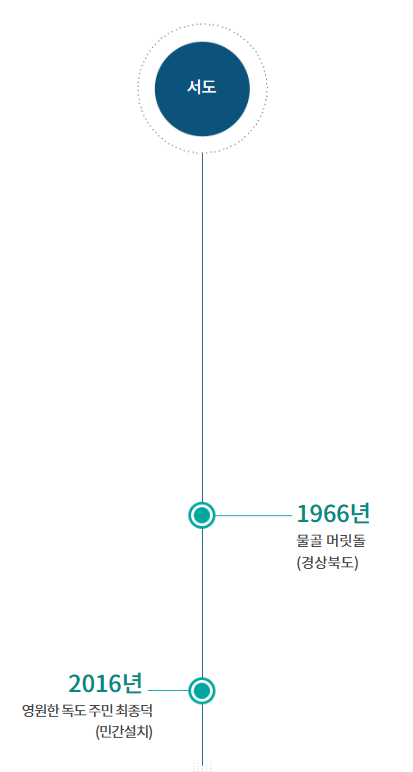 서도
1966년
물골 머릿돌
(경상북도)
2016년
영원한 독도 주민 최종덕
(민간설치)